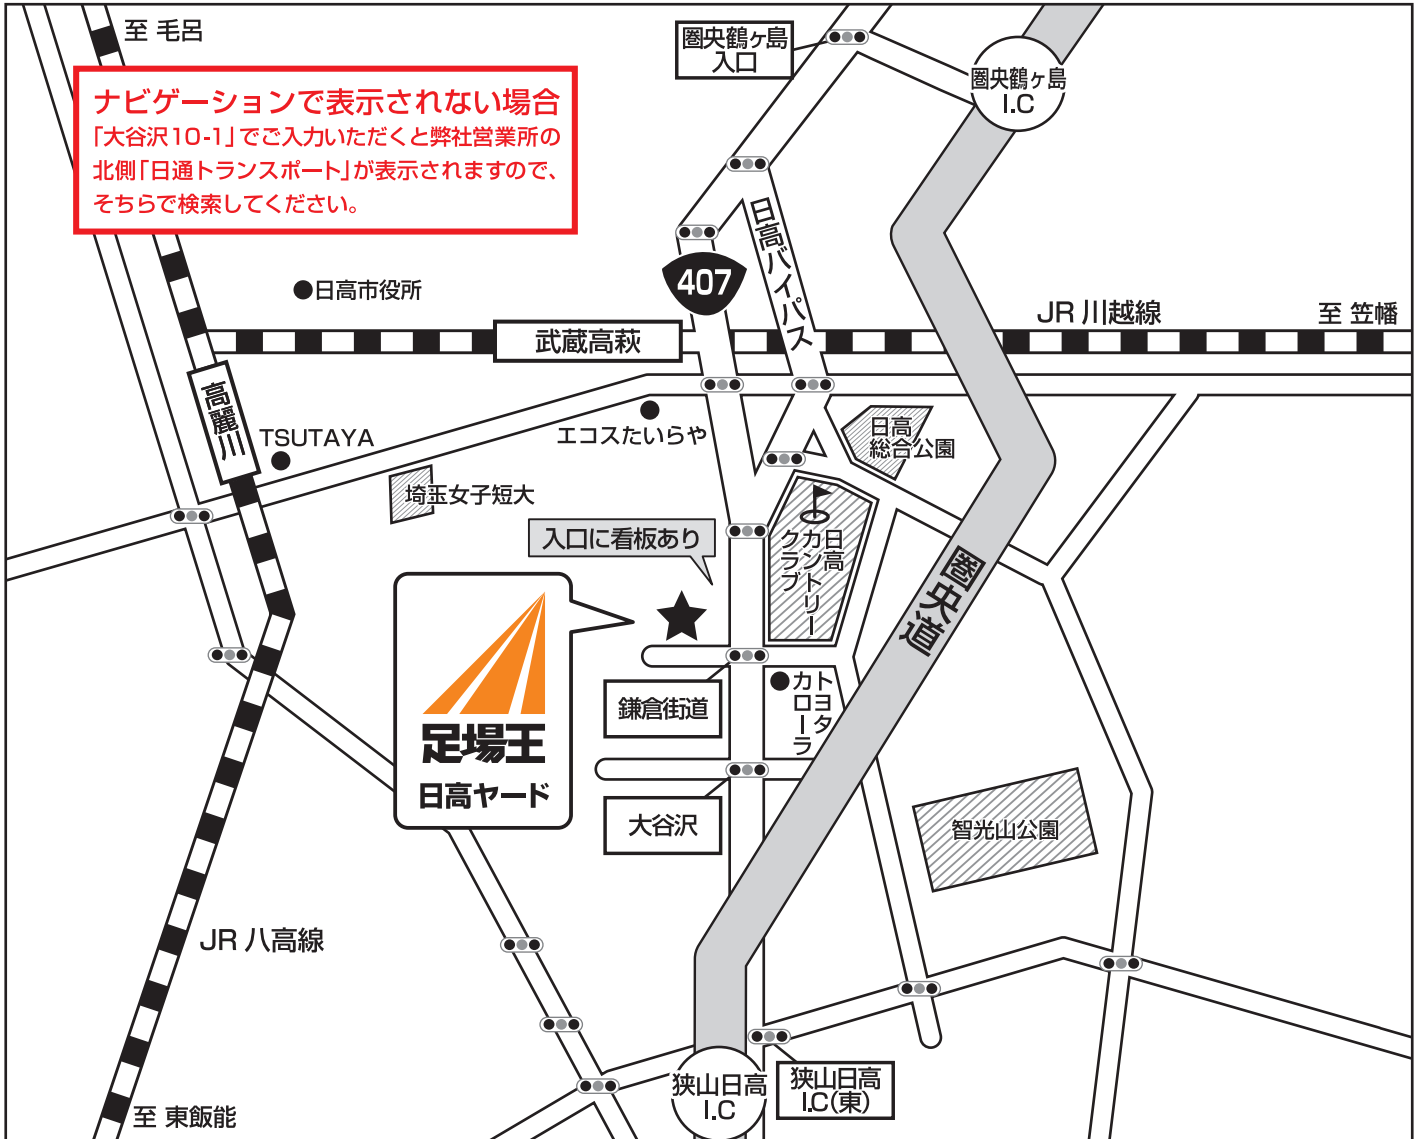 至 毛呂
圏央鶴ヶ島
入口
圏央鶴ヶ島
I.C
ナビゲーションで表示されない場合
「大谷沢10-1」でご入力いただくと弊社営業所の
北側「日通トランスポート」が表示されますので、
そちらで検索してください。
日高バイパス
407
日高市役所
JR 川越線
至 笠幡
武蔵高萩
高麗川
TSUTAYA
エコスたいらや
日高
総合公園
埼玉女子短大
入口に看板あり
日高
カントリー
クラブ
圏央道
足場王
日高ヤード
鎌倉街道
トヨタ
カローラ
大谷沢
智光山公園
JR 八高線
狭山日高
I.C
狭山日高
I.C(東)
至 東飯能